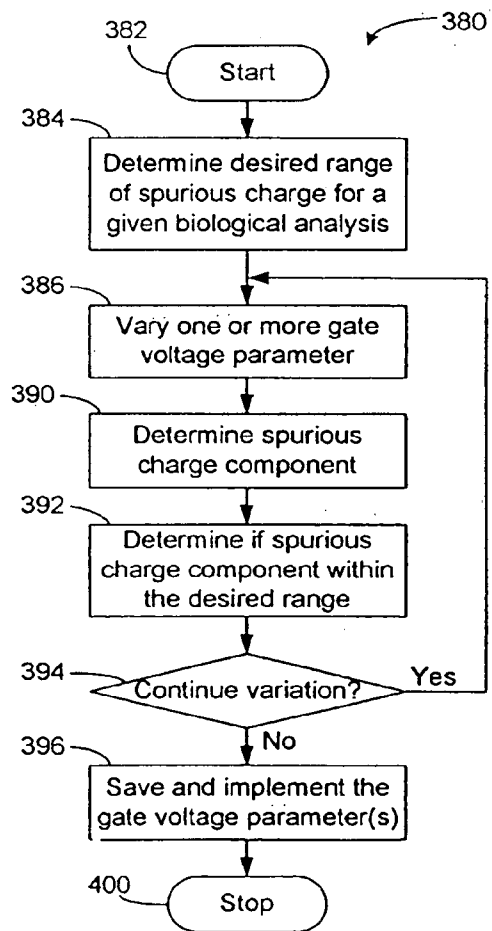 380
382
Start
384
Determine desired
range
of spurious charge for a
given biological analysis
386
Vary one or more gate
voltage parameter
390
Determine spurious
charge component
392
Determine if spurious
charge component within
the desired range
394
Continue variation?
Yes
No
396
Save and implement the
gate voltage parameter(s)
400
Stop